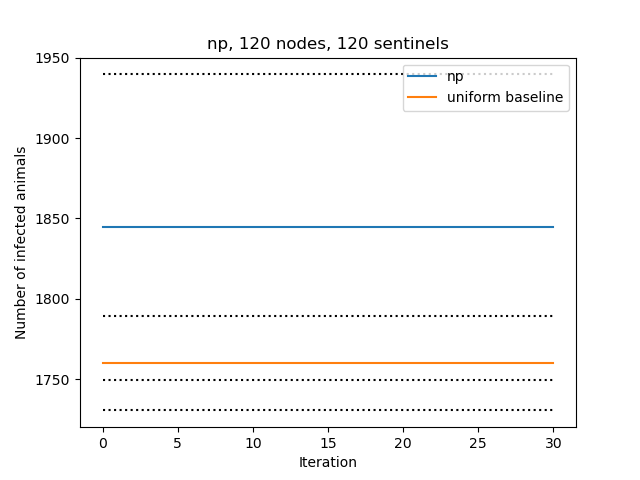 np, 120 nodes, 120 sentinels
1950
1900
1850
1800
1750
Number of infected animals
np
uniform baseline
0 5 10 15 20 25 30
Iteration